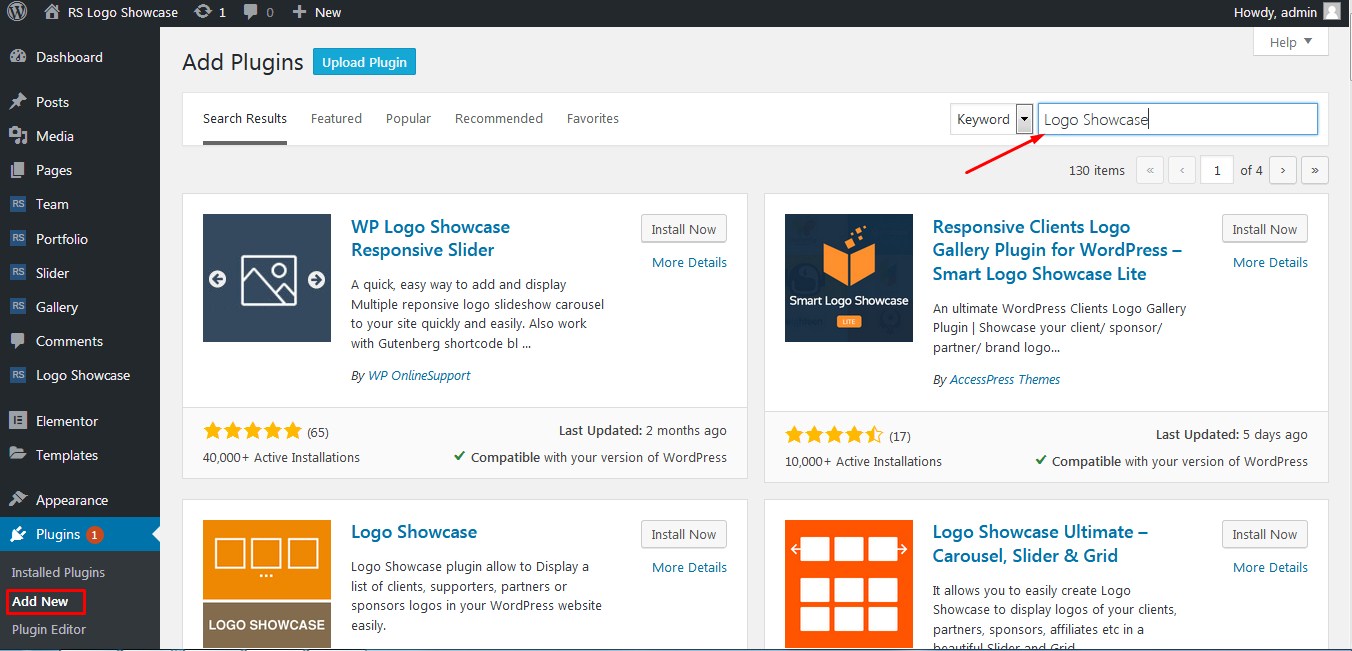 RS Logo Showcase 1 0 New
Howdy, admin
Dashboard
Posts
Media
Pages
RS Team
RS Portfolio
RS Slider
RS Gallery
Comments
RS Logo Showcase
Elementor
Templates
Appearance
Plugins 1
Installed Plugins
Add New
Plugin Editor
Help
Add Plugins Upload Plugin
Search Results Featured Popular Recommended Favorites
Keyword Logo Showcase
130 items « ‹ 1 of 4 › »
WP Logo Showcase
Responsive Slider
Install Now
More Details
A quick, easy way to add and display
Multiple reponsive logo slideshow carousel
to your site quickly and easily. Also work
with Gutenberg shortcode bl ...
By WP OnlineSupport
(65)
40,000+ Active Installations
Last Updated: 2 months ago
Compatible with your version of WordPress
Smart Logo Showcase
LITE
Responsive Clients Logo
Gallery Plugin for WordPress –
Smart Logo Showcase Lite
Install Now
More Details
An ultimate WordPress Clients Logo Gallery
Plugin | Showcase your client/ sponsor/
partner/ brand logo...
By AccessPress Themes
(17)
10,000+ Active Installations
Last Updated: 5 days ago
Compatible with your version of WordPress
LOGO SHOWCASE
Logo Showcase
Install Now
More Details
Logo Showcase plugin allow to Display a
list of clients, supporters, partners or
sponsors logos in your WordPress website
easily.
Logo Showcase Ultimate –
Carousel, Slider & Grid
Install Now
More Details
It allows you to easily create Logo
Showcase to display logos of your clients,
partners, sponsors, affiliates etc in a
beautiful Slider and Grid